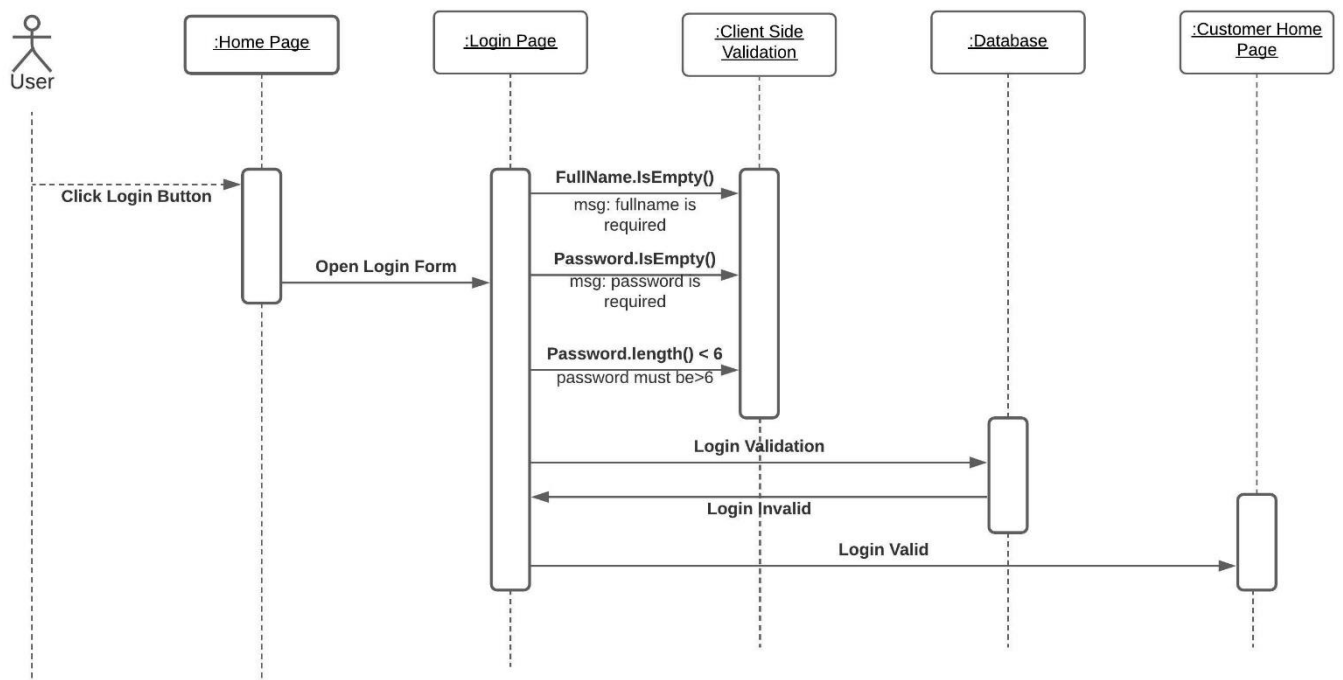 User
:Home Page
:Login Page
:Client Side
Validation
:Database
:Customer Home
Page
Click Login Button
Open Login Form
FullName.IsEmpty()
msg: fullname is
required
Password.IsEmpty()
msg: password is
required
Password.length() < 6
password must be>6
Login Validation
Login Invalid
Login Valid